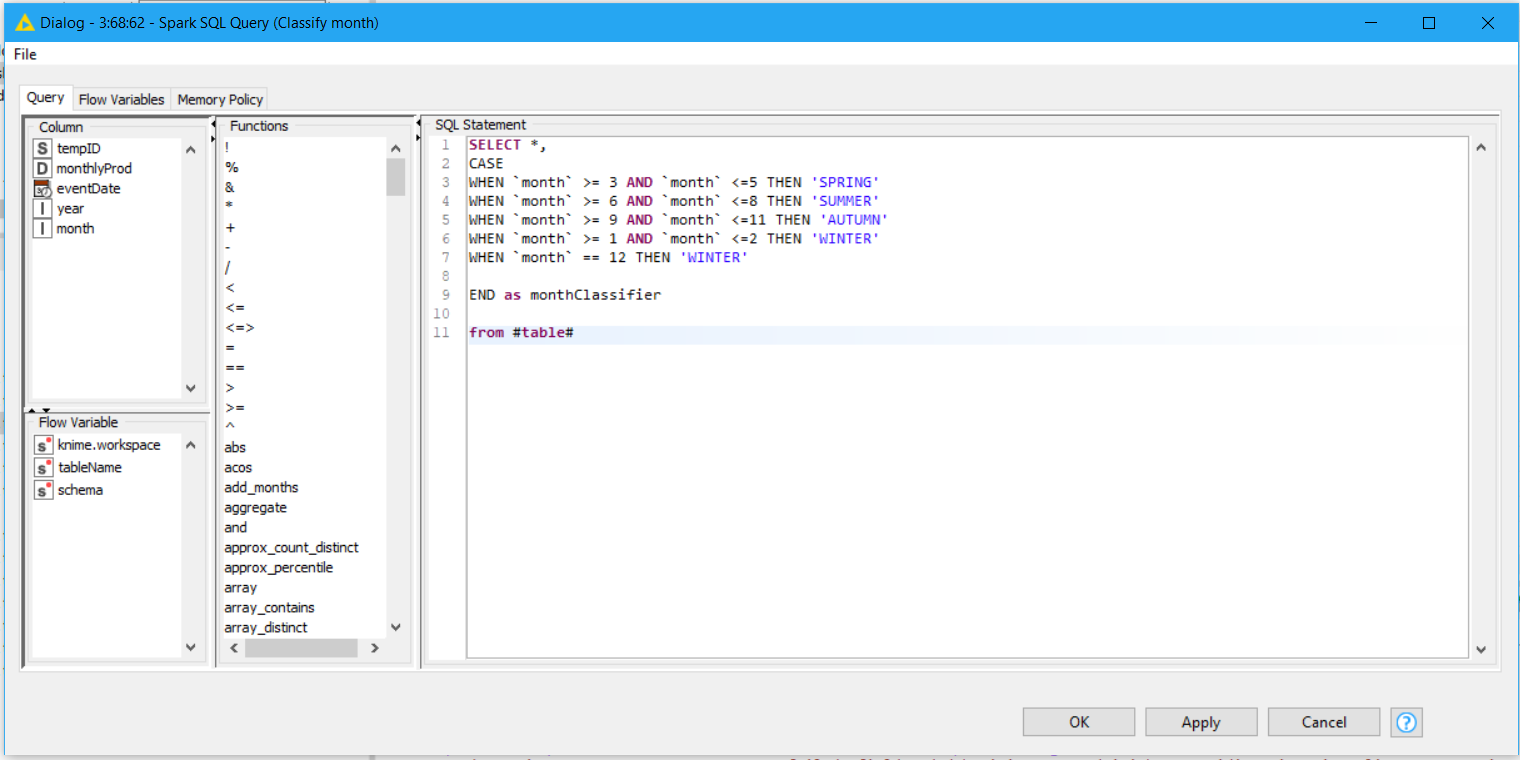 Dialog - 3:68:62 - Spark SQL Query (Classify month)
File
Query
Flow Variables
Memory Policy
Column
S tempID
D monthlyProd
eventDate
I year
I month
Flow Variable
s knime.workspace
s tableName
s schema
Functions
!
%
&
*
+
-
/
<
<=
<=>
=
==
>
>=
^
abs
acos
add_months
aggregate
and
approx_count_distinct
approx_percentile
array
array_contains
array_distinct
SQL Statement
1 SELECT *,
2 CASE
3 WHEN `month` >= 3 AND `month` <=5 THEN 'SPRING'
4 WHEN `month` >= 6 AND `month` <=8 THEN 'SUMMER'
5 WHEN `month` >= 9 AND `month` <=11 THEN 'AUTUMN'
6 WHEN `month` >= 1 AND `month` <=2 THEN 'WINTER'
7 WHEN `month` == 12 THEN 'WINTER'
8
9 END as monthClassifier
10
11 from #table#
OK
Apply
Cancel
?